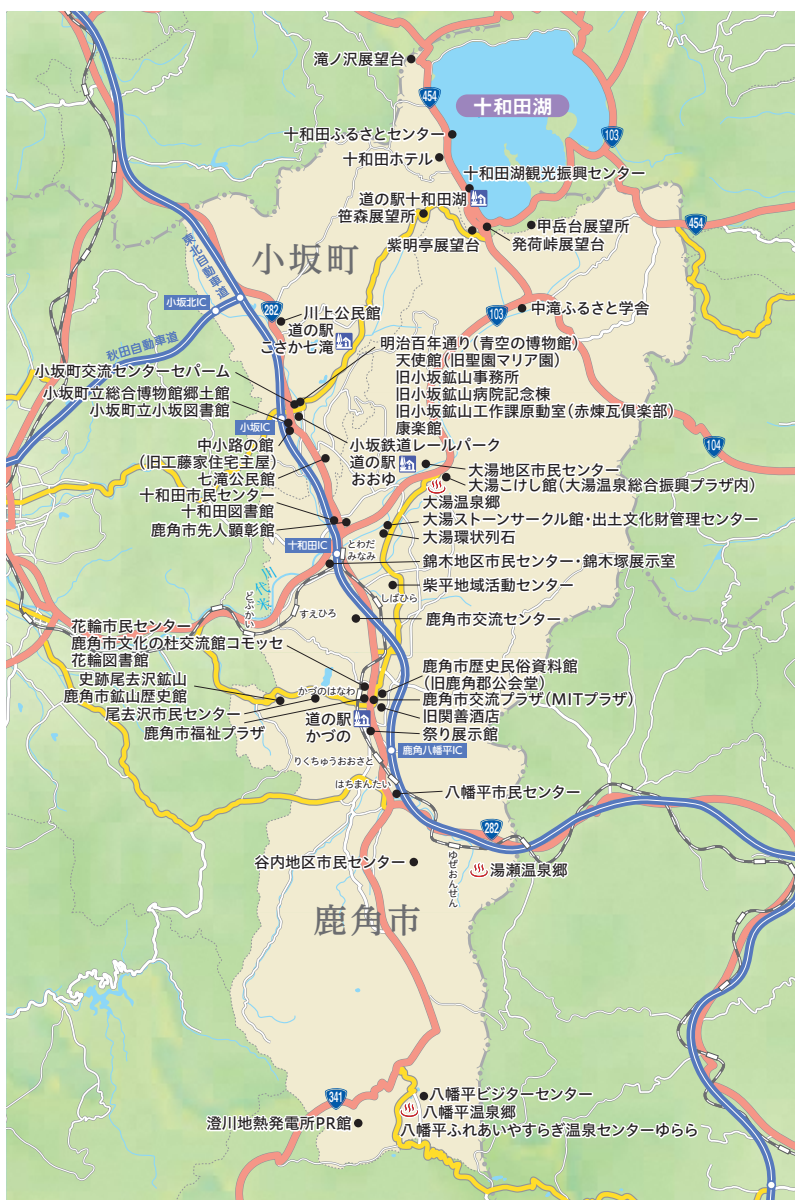 滝ノ沢展望台
454
十和田湖
103
十和田ふるさとセンター
十和田ホテル
十和田湖観光振興センター
道の駅十和田湖
笹森展望所
甲岳台展望所
454
紫明亭展望台
発荷峠展望台
小坂町
東北自動車道
小坂北IC
282
川上公民館
103
中滝ふるさと学舎
道の駅
こさか七滝
秋田自動車道
明治百年通り(青空の博物館)
天使館(旧聖園マリア園)
旧小坂鉱山事務所
旧小坂鉱山病院記念棟
旧小坂鉱山工作課原動室(赤煉瓦倶楽部)
康楽館
小坂町交流センターセパーム
小坂町立総合博物館郷土館
小坂町立小坂図書館
小坂IC
104
中小路の館
(旧工藤家住宅主屋)
小坂鉄道レールパーク
道の駅
おおゆ
七滝公民館
大湯地区市民センター
大湯こけし館(大湯温泉総合振興プラザ内)
大湯温泉郷
十和田市民センター
十和田図書館
鹿角市先人顕彰館
大湯ストーンサークル館・出土文化財管理センター
大湯環状列石
十和田IC
とわだ
みなみ
錦木地区市民センター・錦木塚展示室
米代川
どふかり
すえひろ
しばひら
柴平地域活動センター
鹿角市交流センター
花輪市民センター
鹿角市文化の杜交流館コモッセ
花輪図書館
史跡尾去沢鉱山
鹿角市鉱山歴史館
尾去沢市民センター
鹿角市福祉プラザ
かづのはなわ
道の駅
かづの
鹿角市歴史民俗資料館
(旧鹿角郡公会堂)
鹿角市交流プラザ(MITプラザ)
旧関善酒店
祭り展示館
鹿角八幡平IC
りくちゅうおおさと
はちまんたい
八幡平市民センター
282
谷内地区市民センター
ゆぜおんせん
湯瀬温泉郷
鹿角市
341
八幡平ビジターセンター
八幡平温泉郷
八幡平ふれあいやすらぎ温泉センターゆらら
澄川地熱発電所PR館